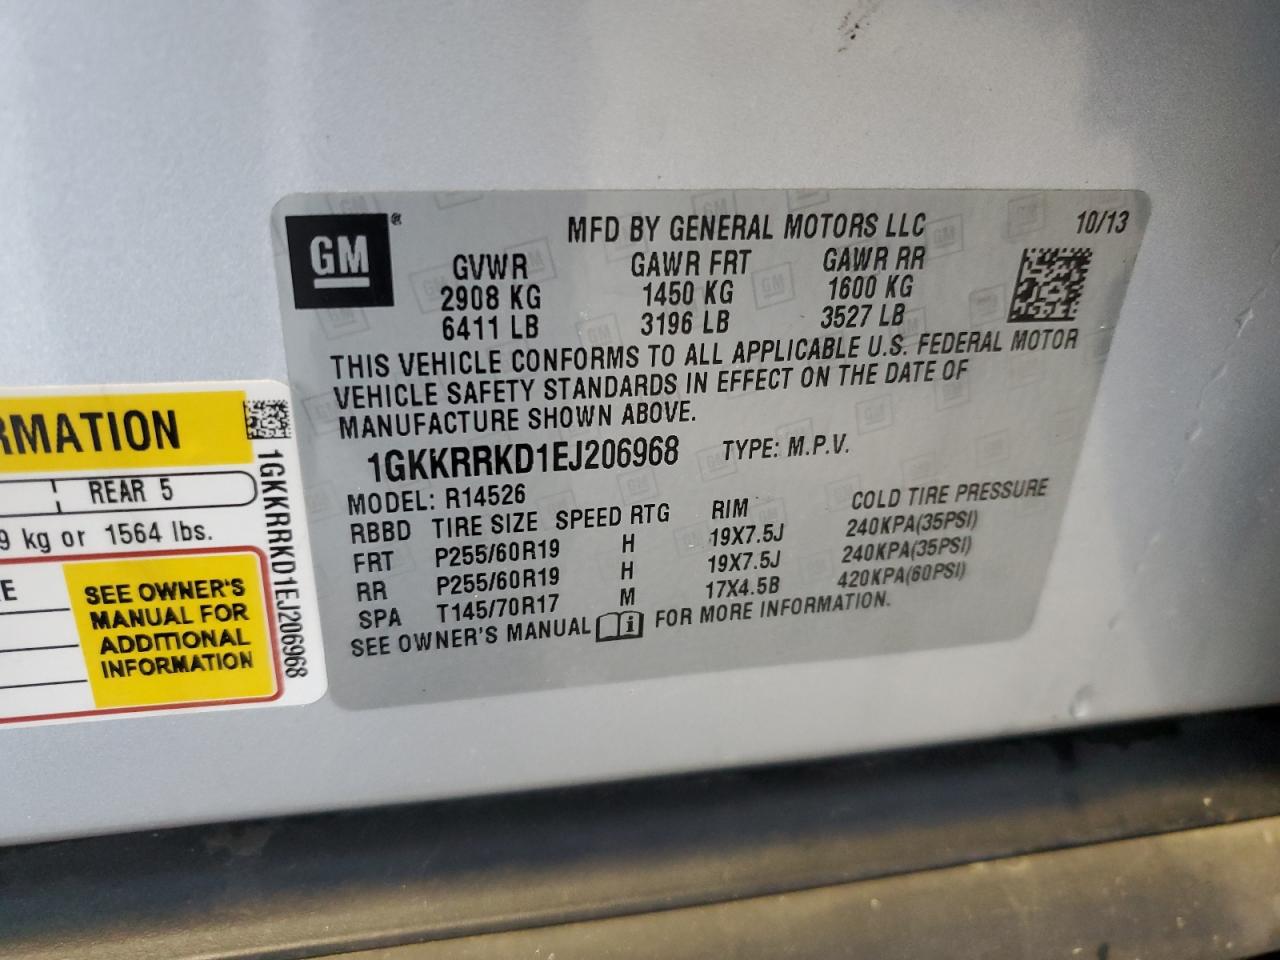 GM®
MFD BY GENERAL MOTORS LLC 10/13
GVWR GAWR FRT GAWR RR
2908 KG 1450 KG 1600 KG
6411 LB 3196 LB 3527 LB
THIS VEHICLE CONFORMS TO ALL APPLICABLE U.S. FEDERAL MOTOR
VEHICLE SAFETY STANDARDS IN EFFECT ON THE DATE OF
MANUFACTURE SHOWN ABOVE.
1GKKRRKD1EJ206968 TYPE: M.P.V.
MODEL: R14526
RBBD TIRE SIZE SPEED RTG RIM COLD TIRE PRESSURE
FRT P255/60R19 H 19X7.5J 240KPA(35PSI)
RR P255/60R19 H 19X7.5J 240KPA(35PSI)
SPA T145/70R17 M 17X4.5B 420KPA(60PSI)
SEE OWNER'S MANUAL i FOR MORE INFORMATION.
RMATION
REAR 5
9 kg or 1564 lbs.
E
SEE OWNER'S
MANUAL FOR
ADDITIONAL
INFORMATION
1GKKRRKD1EJ206968